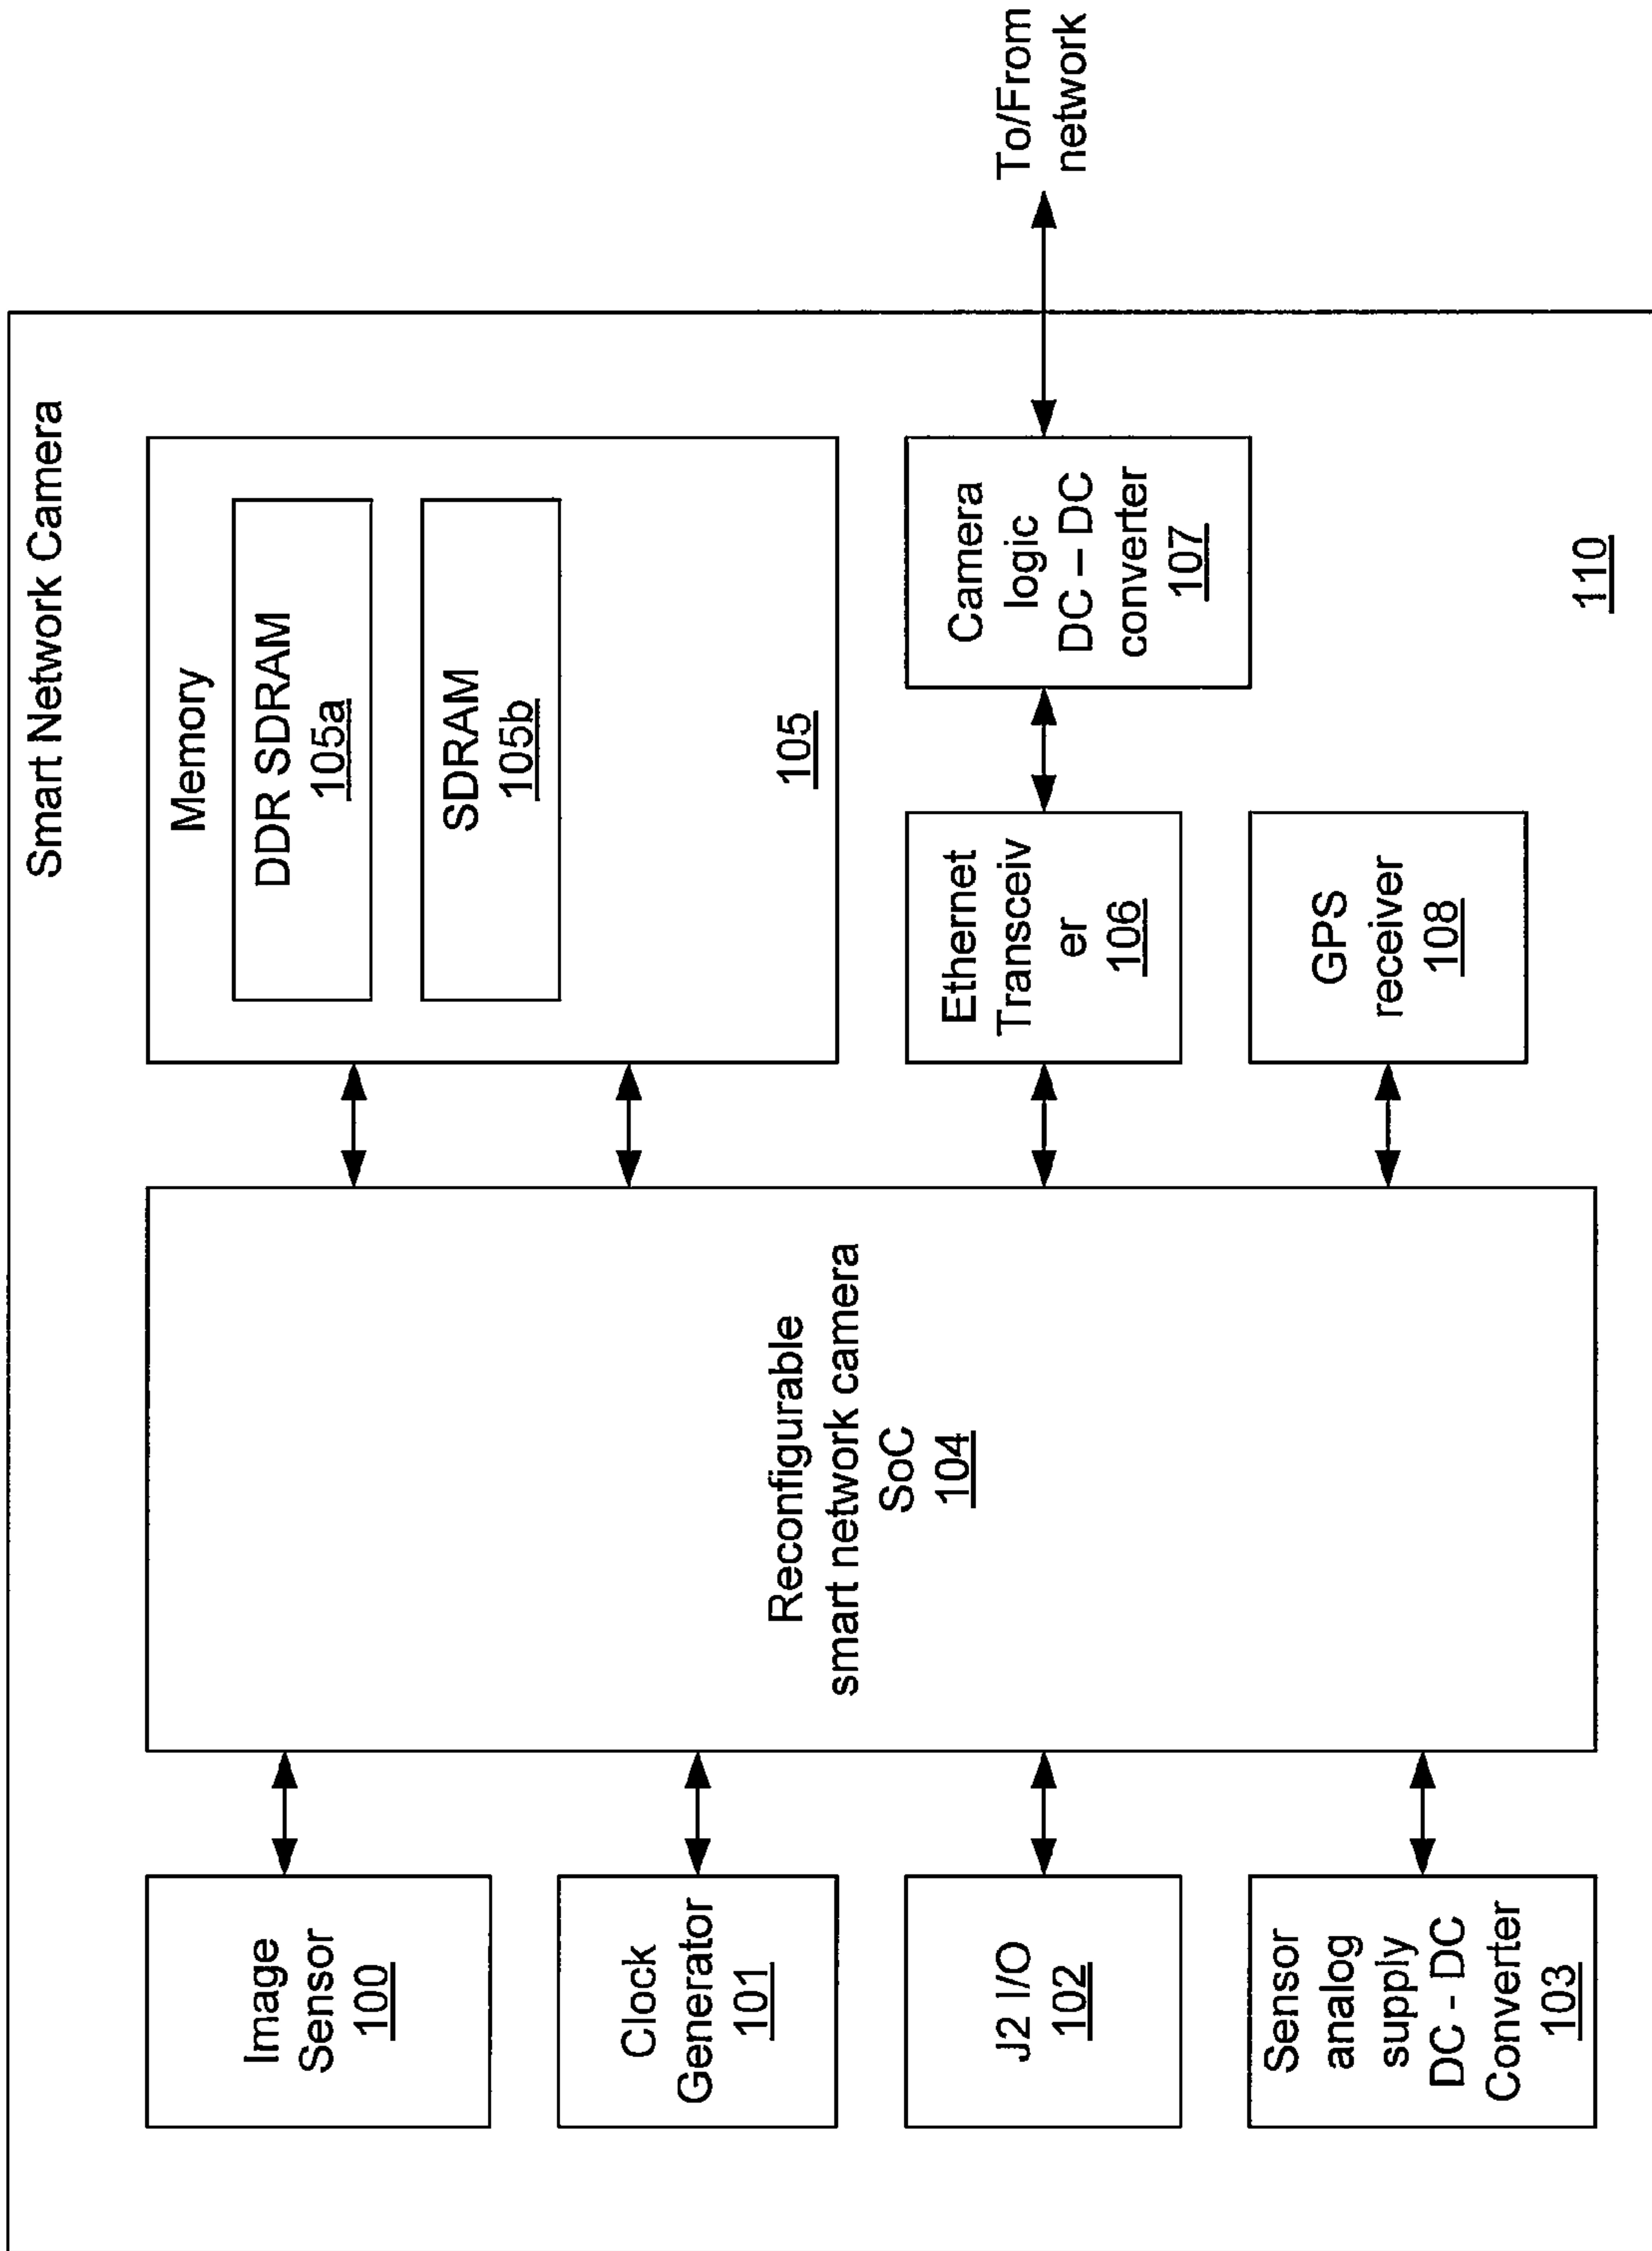 Smart Network Camera
Image
Sensor
100
Clock
Generator
101
J2 I/O
102
Sensor
analog
supply
DC - DC
Converter
103
Reconfigurable
smart network camera
SoC
104
Memory
DDR SDRAM
105a
SDRAM
105b
105
Ethernet
Transceiv
er
106
GPS
receiver
108
Camera
logic
DC – DC
converter
107
To/From
network
110